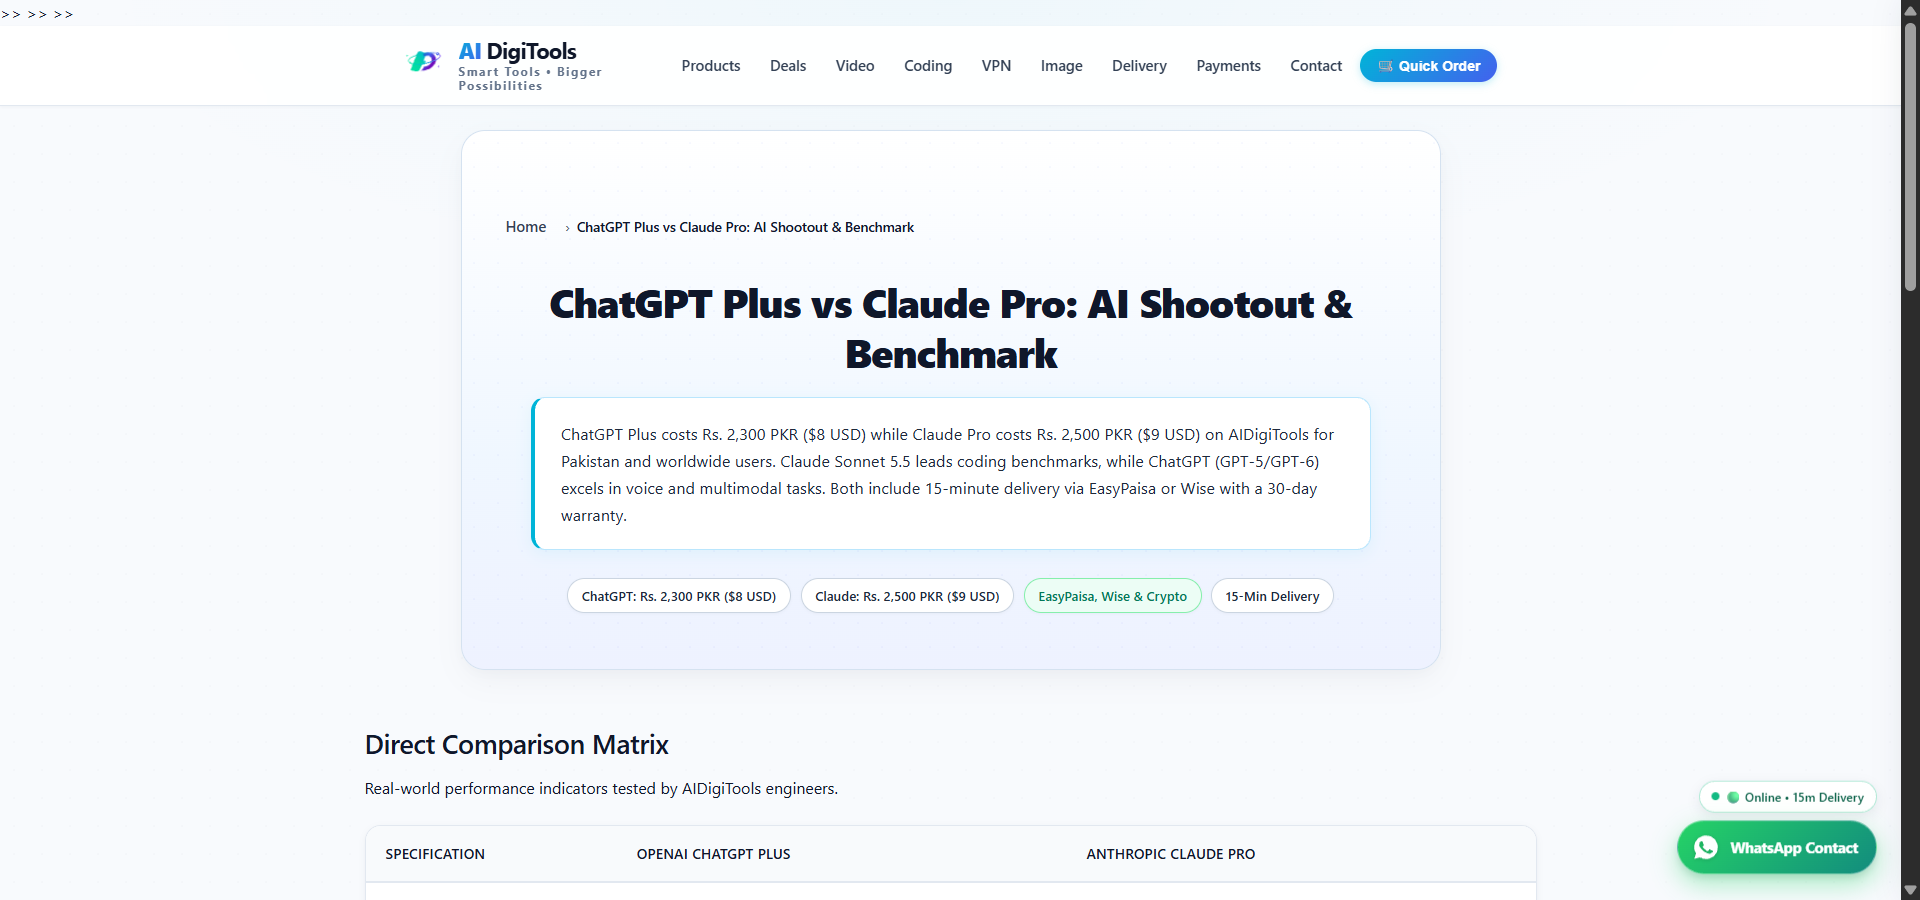 > > > > > >
AI DigiTools
Smart Tools • Bigger
Possibilities
Products
Deals
Video
Coding
VPN
Image
Delivery
Payments
Contact
Quick Order
Home › ChatGPT Plus vs Claude Pro: AI Shootout & Benchmark
ChatGPT Plus vs Claude Pro: AI Shootout &
Benchmark
ChatGPT Plus costs Rs. 2,300 PKR ($8 USD) while Claude Pro costs Rs. 2,500 PKR ($9 USD) on AIDigiTools for
Pakistan and worldwide users. Claude Sonnet 5.5 leads coding benchmarks, while ChatGPT (GPT-5/GPT-6)
excels in voice and multimodal tasks. Both include 15-minute delivery via EasyPaisa or Wise with a 30-day
warranty.
ChatGPT: Rs. 2,300 PKR ($8 USD)
Claude: Rs. 2,500 PKR ($9 USD)
EasyPaisa, Wise & Crypto
15-Min Delivery
Direct Comparison Matrix
Real-world performance indicators tested by AIDigiTools engineers.
SPECIFICATION
OPENAI CHATGPT PLUS
ANTHROPIC CLAUDE PRO
Online • 15m Delivery
WhatsApp Contact